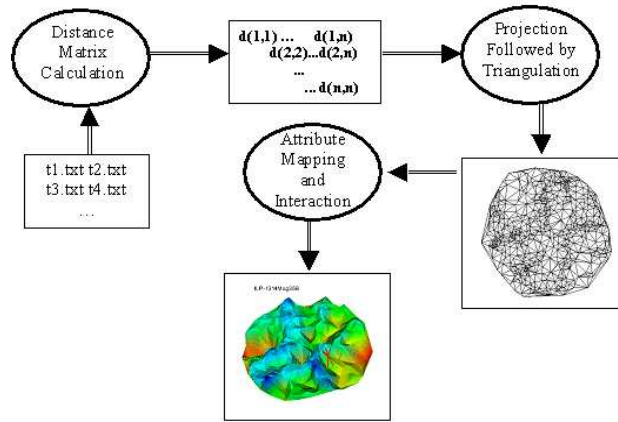 Distance
Matrix
Calculation
d(1,1) ... d(1,n)
d(2,2)...d(2,n)
...
... d(n,n)
Projection
Followed by
Triangulation
t1.txt t2.txt
t3.txt t4.txt
...
Attribute
Mapping
and
Interaction